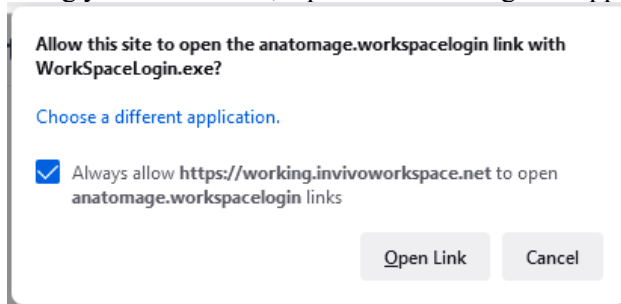 Allow this site to open the anatomage.workspacelogin link with
WorkSpaceLogin.exe?
Choose a different application.
Always allow https://working.invivoworkspace.net to open
anatomage.workspacelogin links
Open Link Cancel